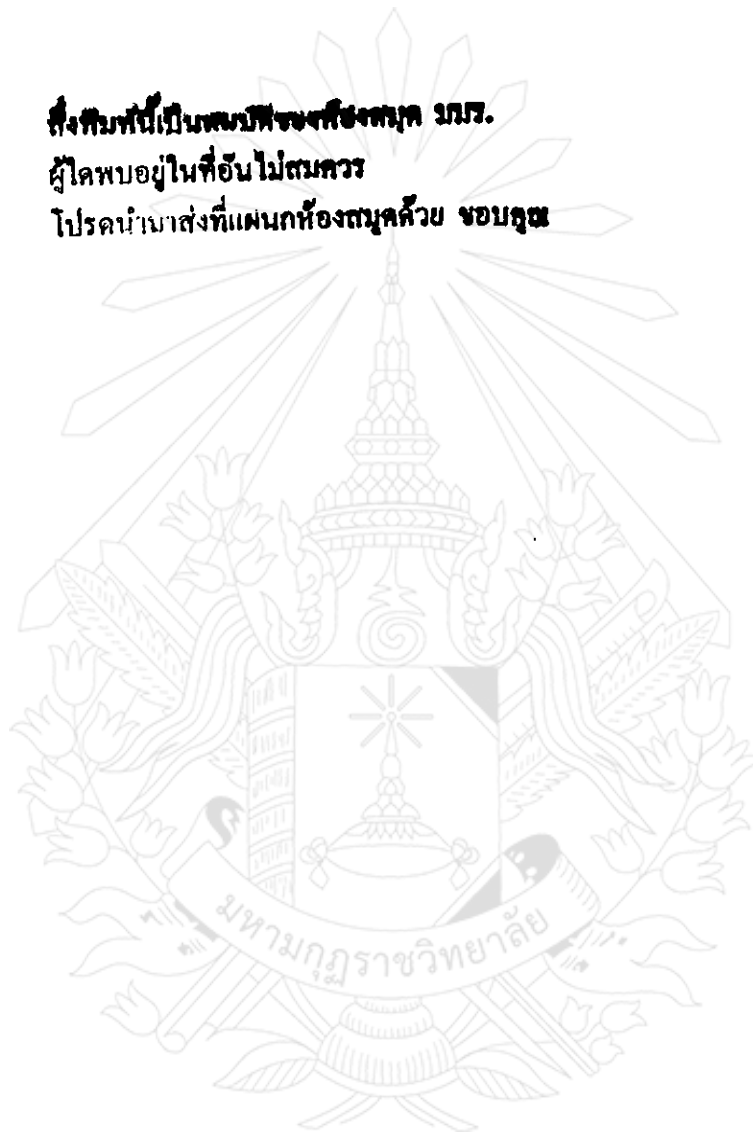 สิ่งพิมพ์นี้เป็นสมบัติของห้องสมุด มมร.
ผู้ใดพบอยู่ในที่อันไม่สมควร
โปรดนำมาส่งที่แผนกห้องสมุดด้วย ขอบคุณ
มหามกุฏราชวิทยาลัย